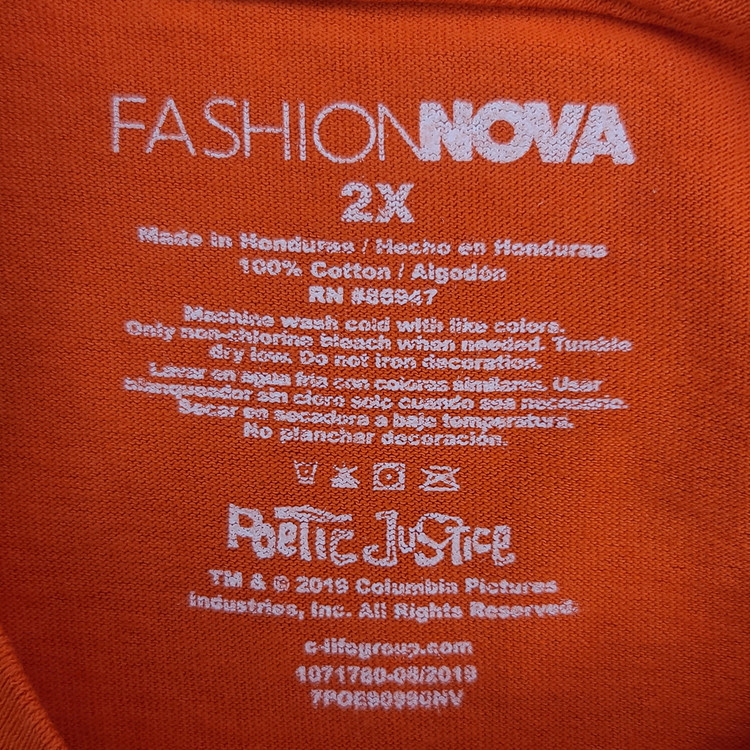 FASHIONNOVA
2X
Made in Honduras / Hecho en Honduras
100% Cotton / Algodón
RN #86947
Machine wash cold with like colors.
Only non-chlorine bleach when needed. Tumble
dry low. Do not iron decoration.
Lavar en agua fria con colores similares. Usar
blanqueador sin cloro solo cuando sea necesario.
Secar en secadora a baja temperatura.
No planchar decoración.
Poetic Justice
TM & © 2019 Columbia Pictures
Industries, Inc. All Rights Reserved.
c-lifegroup.com
1071780-08/2019